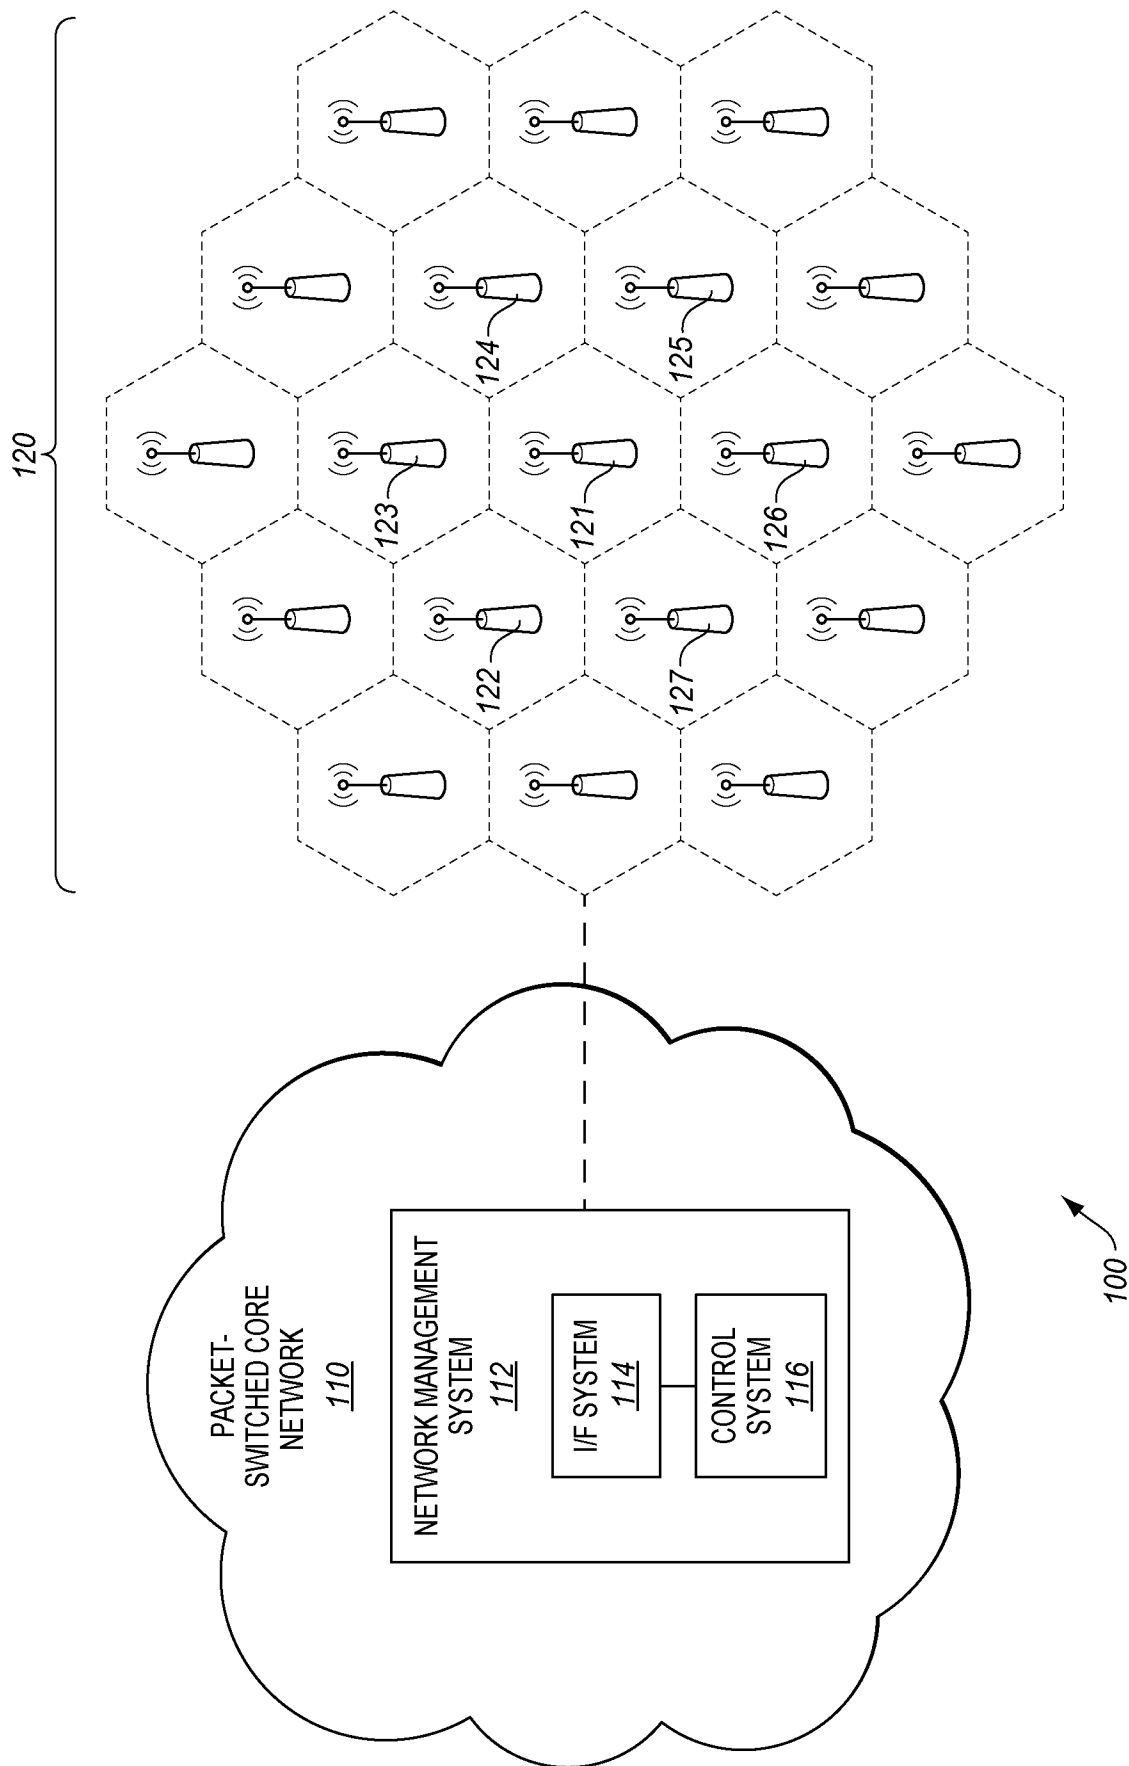 PACKET-
SWITCHED CORE
NETWORK
110
NETWORK MANAGEMENT
SYSTEM
112
I/F SYSTEM
114
CONTROL
SYSTEM
116
100
120
122
127
123
121
126
124
125